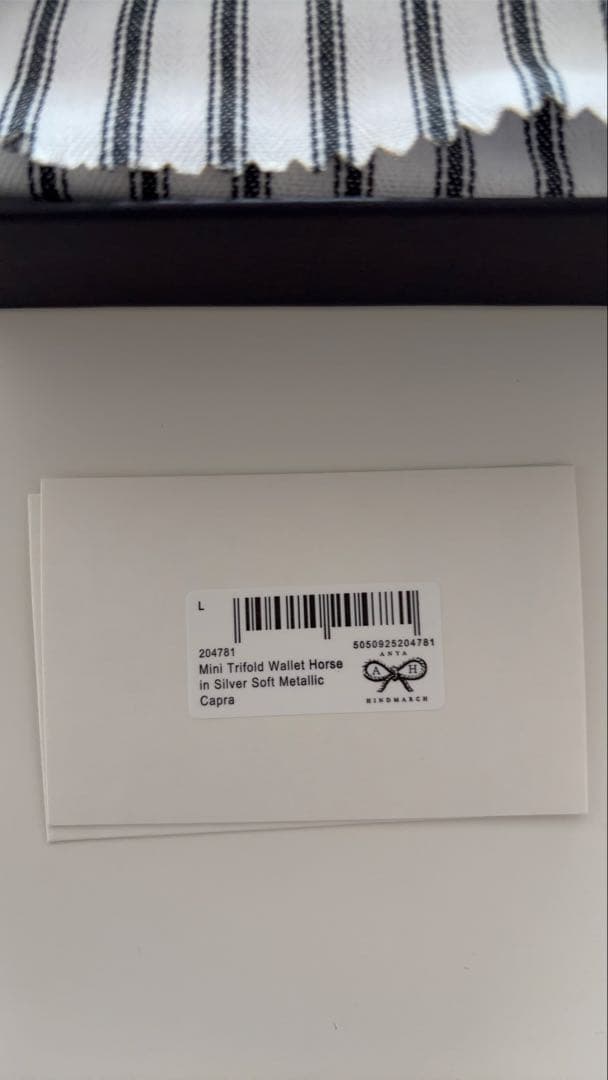 L
204781
5050925204781
Mini Trifold Wallet Horse
in Silver Soft Metallic
Capra
ANYA
A H
HINDMARCH